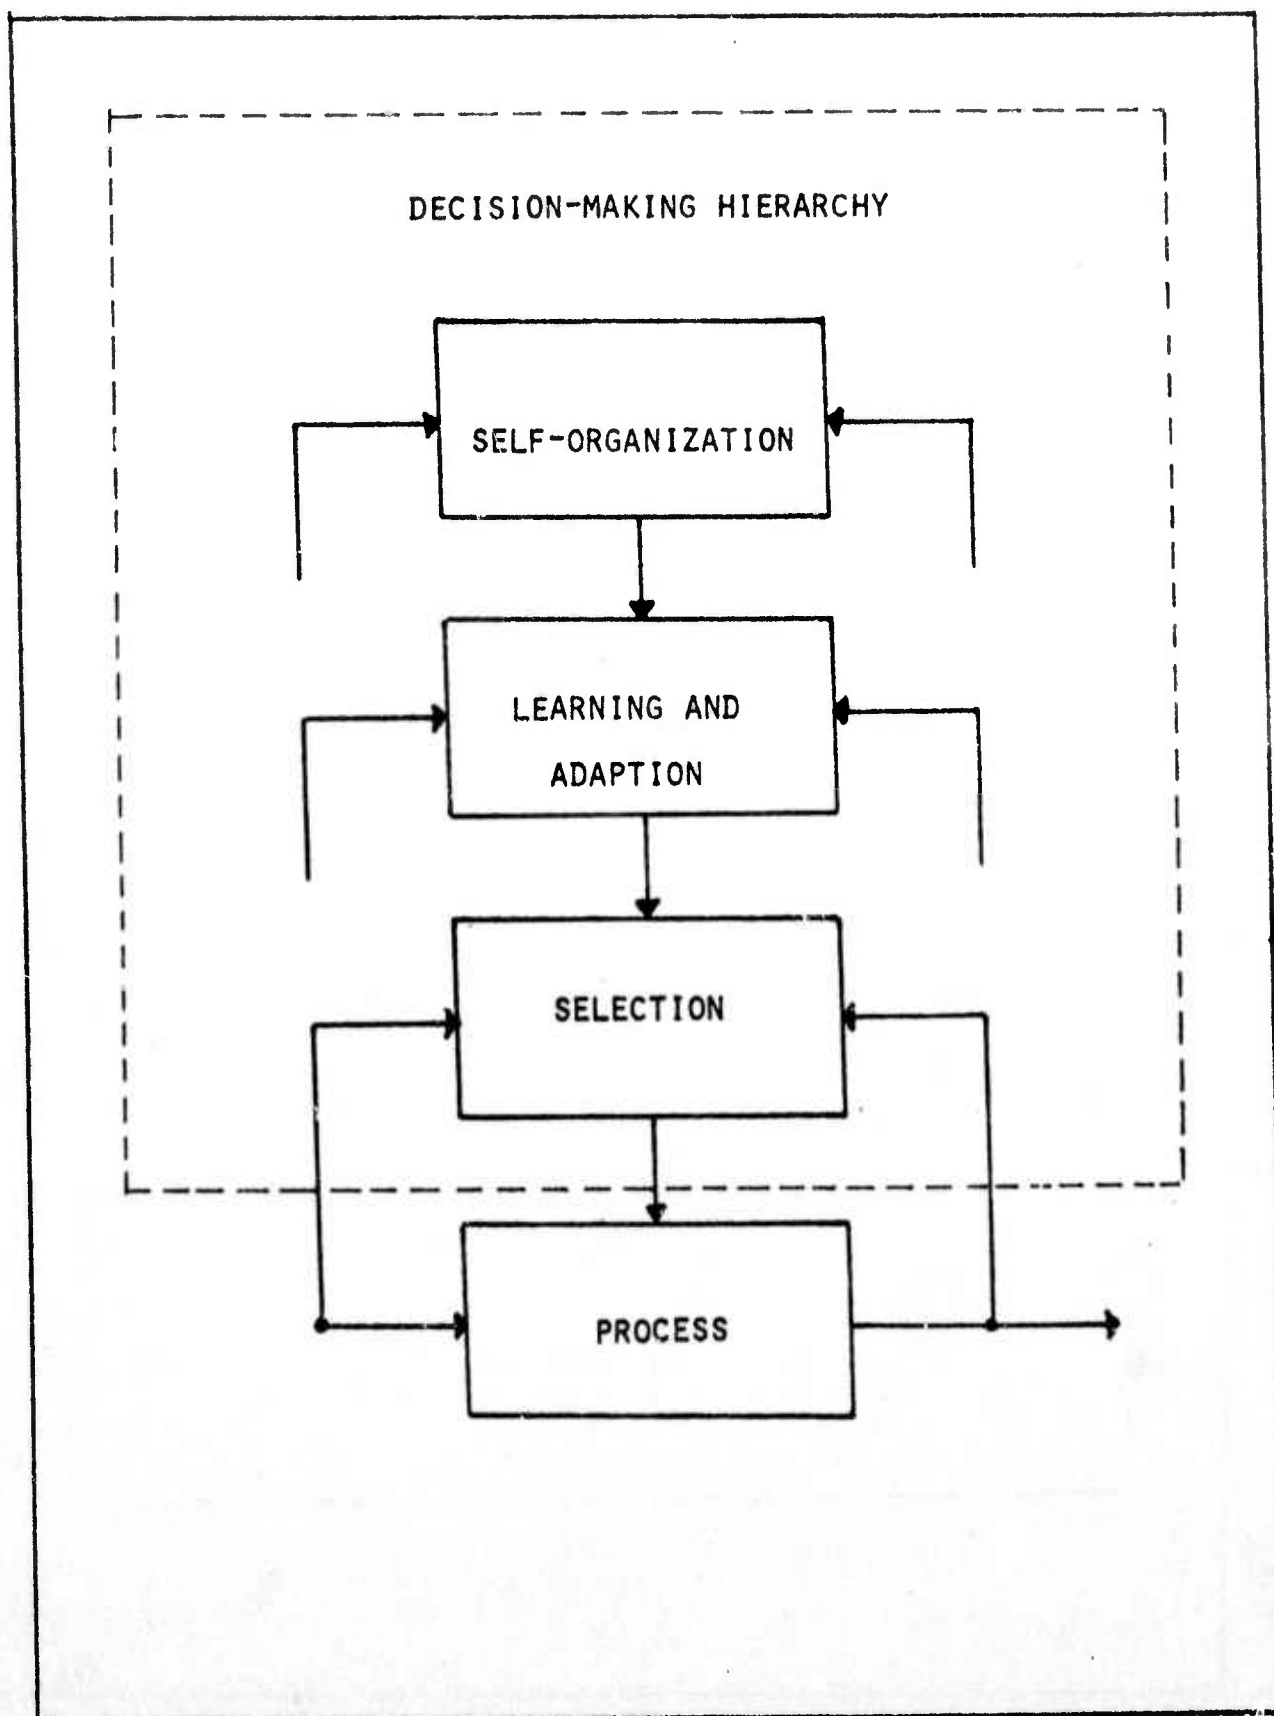 DECISION-MAKING HIERARCHY
SELF-ORGANIZATION
LEARNING AND
ADAPTION
SELECTION
PROCESS